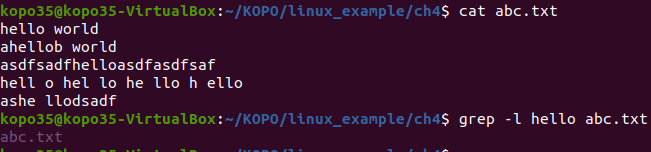 kopo35@kopo35-VirtualBox:~/KOPO/linux_example/ch4$ cat abc.txt
hello world
ahellob world
asdfsadfhelloasdfasdfsaf
hell o hel lo he llo h ello
ashe llodsadf
kopo35@kopo35-VirtualBox:~/KOPO/linux_example/ch4$ grep -l hello abc.txt
abc.txt